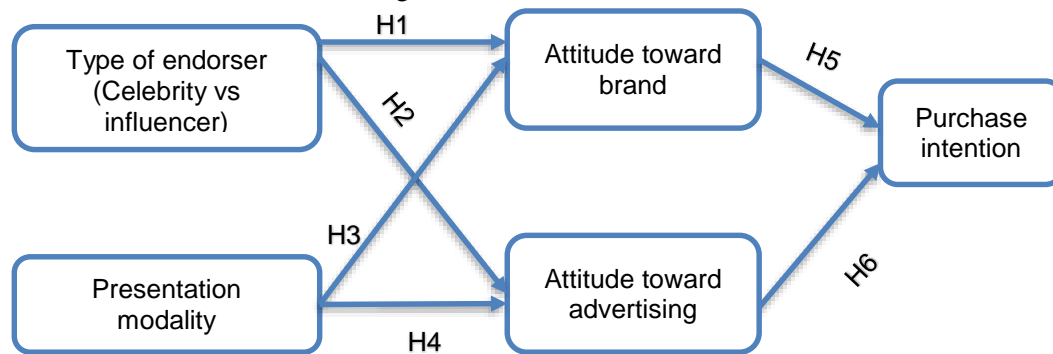 H1
Type of endorser
(Celebrity vs
influencer)
Attitude toward
brand
H5
H2
Purchase
intention
H3
Presentation
modality
Attitude toward
advertising
H6
H4